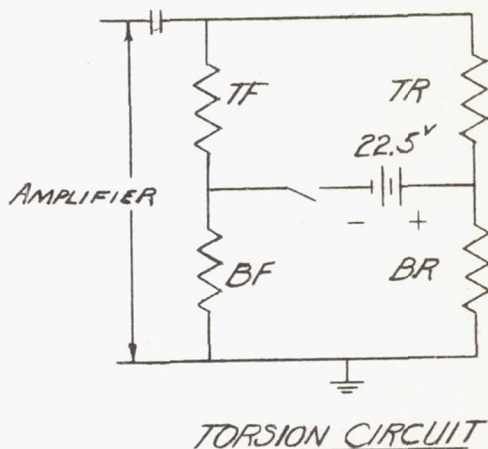 TF
TR
22.5V
AMPLIFIER
- +
BF
BR
TORSION CIRCUIT